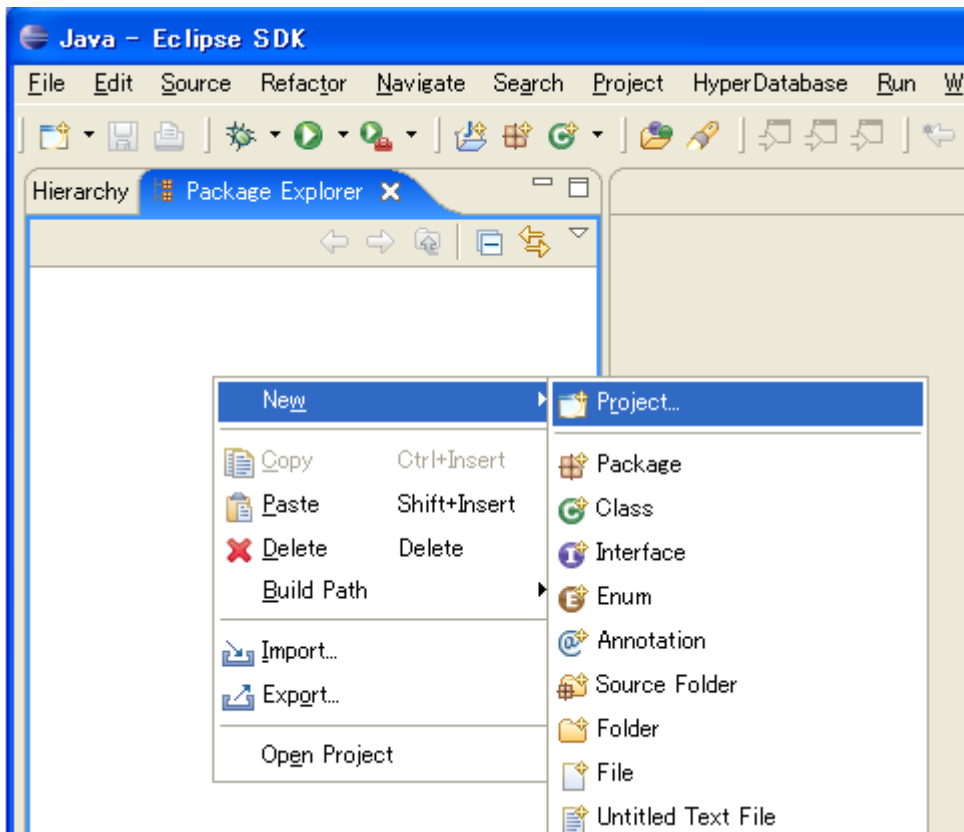 Java - Eclipse SDK
File Edit Source Refactor Navigate Search Project HyperDatabase Run W
Hierarchy Package Explorer
New
Copy Ctrl+Insert
Paste Shift+Insert
Delete Delete
Build Path
Import...
Export...
Open Project
Project...
Package
Class
Interface
Enum
Annotation
Source Folder
Folder
File
Untitled Text File